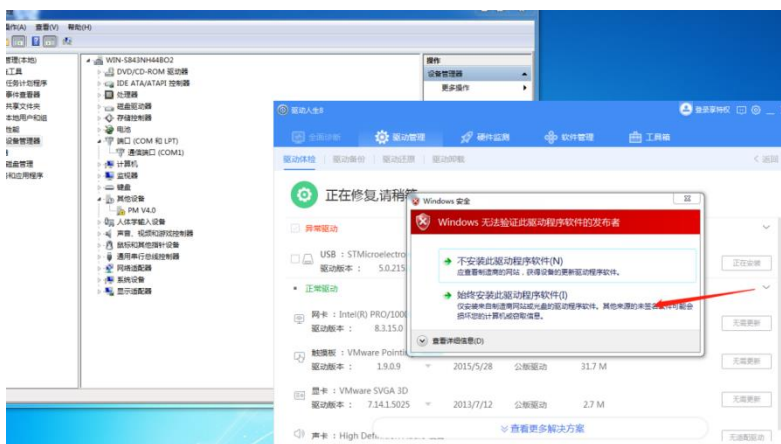 操作(A) 查看(V) 帮助(H)
管理(本地)
工具
任务计划程序
事件查看器
共享文件夹
本地用户和组
性能
设备管理器
磁盘管理
和应用程序
WIN-S843NH44BO2
DVD/CD-ROM 驱动器
IDE ATA/ATAPI 控制器
处理器
磁盘驱动器
存储控制器
电池
端口 (COM 和 LPT)
通信端口 (COM1)
计算机
监视器
键盘
其他设备
PM V4.0
人体学输入设备
声音、视频和游戏控制器
鼠标和其他指针设备
通用串行总线控制器
网络适配器
系统设备
显示适配器
操作
设备管理器
更多操作
驱动人生8
登录享特权
全面诊断 驱动管理 硬件监测 软件管理 工具箱
驱动体检 驱动备份 驱动还原 驱动卸载 < 返回
正在修复,请稍等
异常驱动
USB : STMicroelectro
驱动版本 : 5.0.215
正在安装
正常驱动
网卡 : Intel(R) PRO/1000
驱动版本 : 8.3.15.0
无需更新
触摸板 : VMware Pointi
驱动版本 : 1.9.0.9 2015/5/28 公版驱动 31.7 M
无需更新
显卡 : VMware SVGA 3D
驱动版本 : 7.14.1.5025 2013/7/12 公版驱动 2.7 M
无需更新
声卡 : High Def
查看更多解决方案
无适配驱动
Windows 安全
Windows 无法验证此驱动程序软件的发布者
不安装此驱动程序软件(N)
应查看制造商的网站，获得设备的更新驱动程序软件。
始终安装此驱动程序软件(I)
仅安装来自制造商网站或光盘的驱动程序软件。其他来源的未签名软件可能会
损坏您的计算机或窃取信息。
查看详细信息(D)